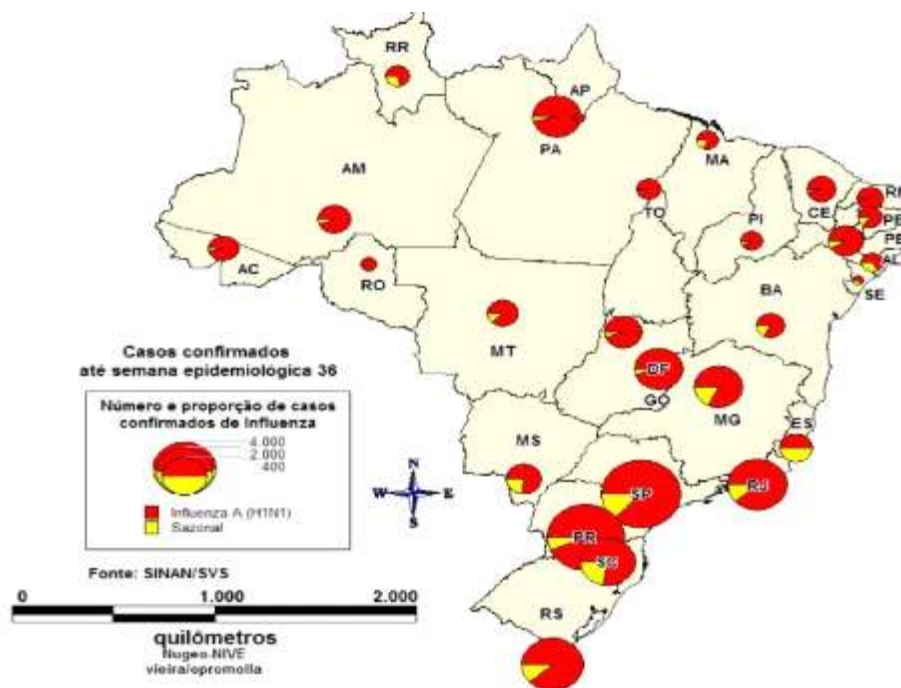 RR
AP
AM
PA
MA
TO
CE
RN
PI
PB
PE
AL
AC
RO
SE
BA
MT
DF
GO
MG
ES
MS
SP
RJ
PR
SC
RS
Casos confirmados
até semana epidemiológica 36
Número e proporção de casos
confirmados de Influenza
4.000
2.000
400
Influenza A (H1N1)
Sazonal
N
W E
S
Fonte: SINAN/SVS
0 1.000 2.000
quilômetros
Nugeo-NIVE
vieira/opromolla